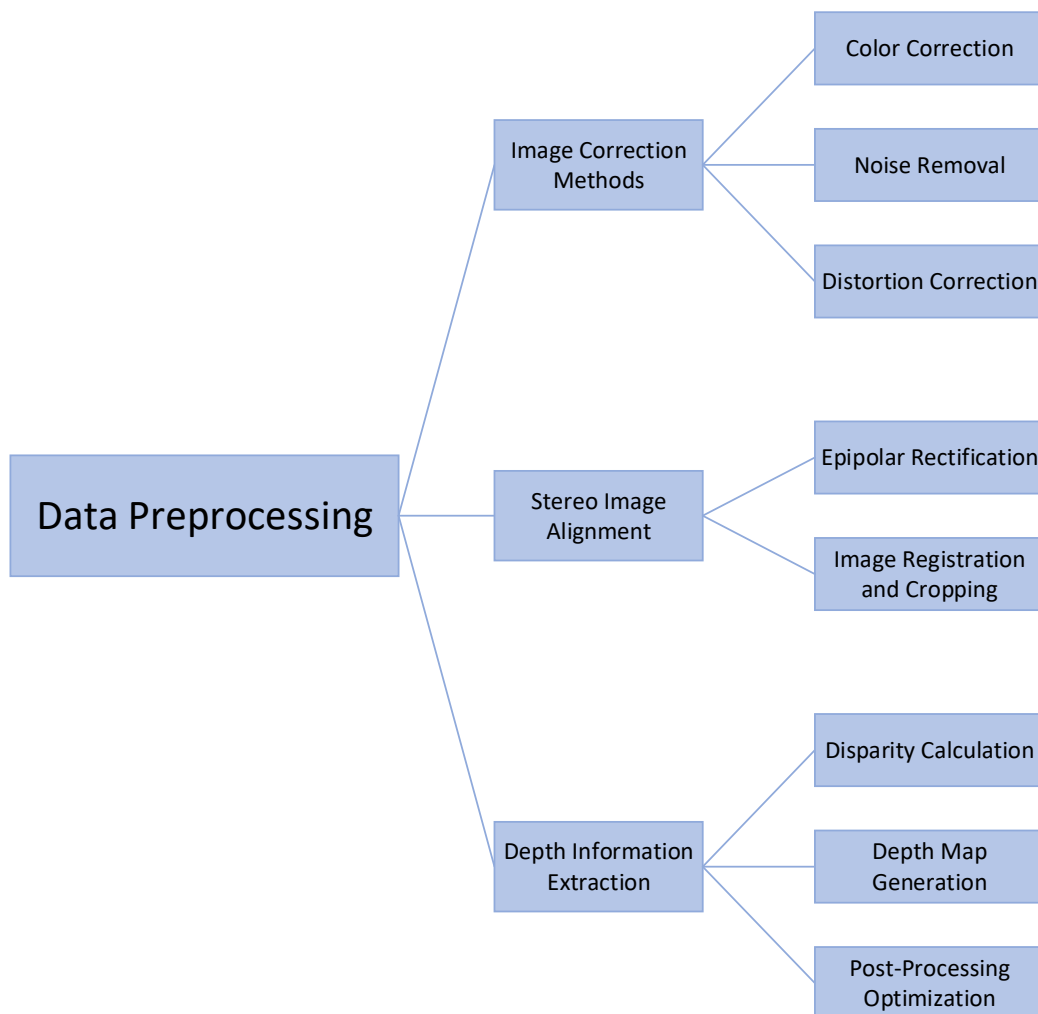 Data Preprocessing
Image Correction
Methods
Color Correction
Noise Removal
Distortion Correction
Stereo Image
Alignment
Epipolar Rectification
Image Registration
and Cropping
Depth Information
Extraction
Disparity Calculation
Depth Map
Generation
Post-Processing
Optimization